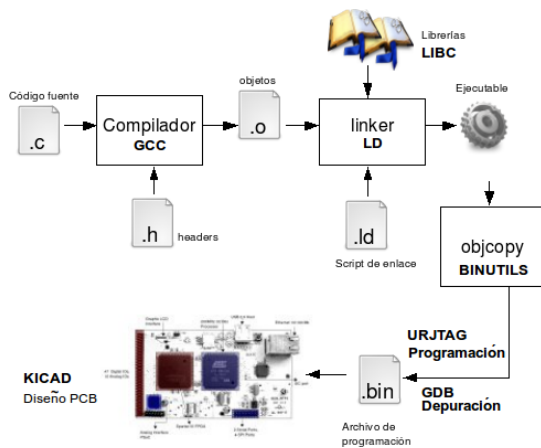 Librerías
LIBC
Código fuente
.c
Compilador
GCC
objetos
.o
linker
LD
Ejecutable
.h
headers
.ld
Script de enlace
objcopy
BINUTILS
URJTAG
Programación
GDB
Depuración
.bin
Archivo de
programación
KICAD
Diseño PCB